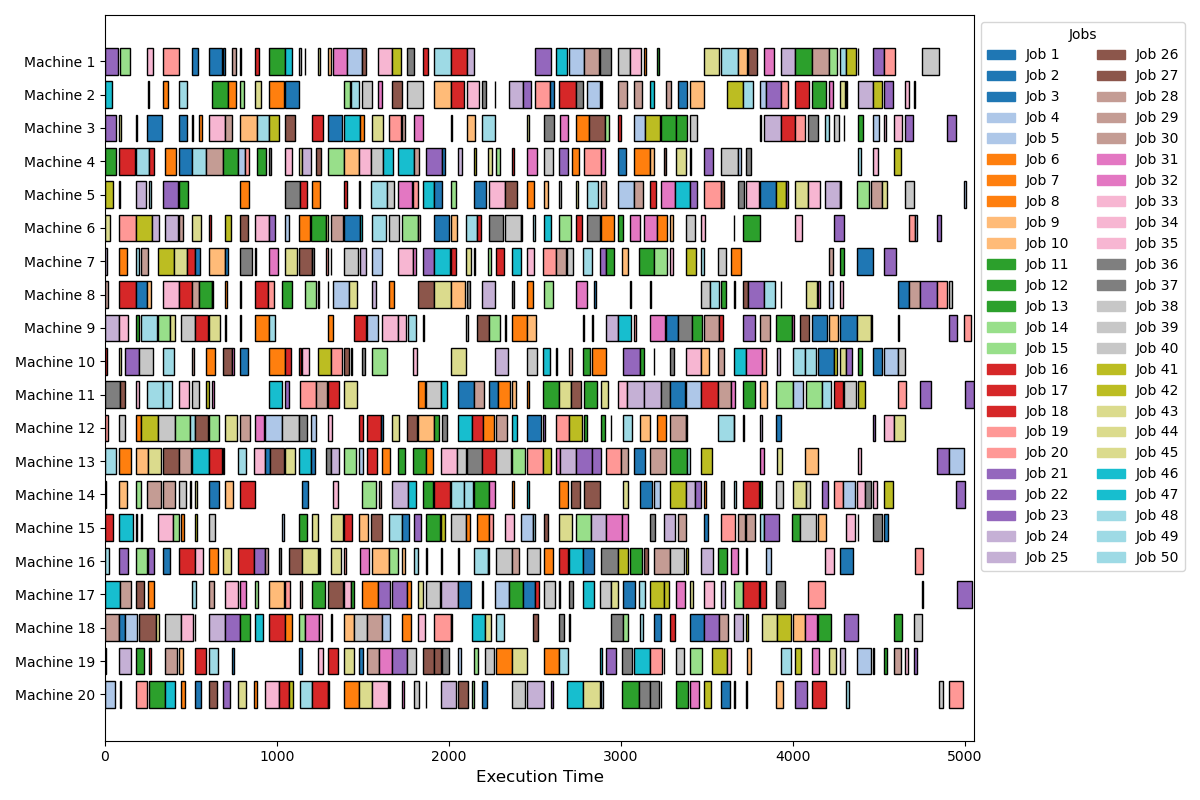 Machine 1
Machine 2
Machine 3
Machine 4
Machine 5
Machine 6
Machine 7
Machine 8
Machine 9
Machine 10
Machine 11
Machine 12
Machine 13
Machine 14
Machine 15
Machine 16
Machine 17
Machine 18
Machine 19
Machine 20
0 1000 2000 3000 4000 5000
Execution Time
Jobs
Job 1 Job 26
Job 2 Job 27
Job 3 Job 28
Job 4 Job 29
Job 5 Job 30
Job 6 Job 31
Job 7 Job 32
Job 8 Job 33
Job 9 Job 34
Job 10 Job 35
Job 11 Job 36
Job 12 Job 37
Job 13 Job 38
Job 14 Job 39
Job 15 Job 40
Job 16 Job 41
Job 17 Job 42
Job 18 Job 43
Job 19 Job 44
Job 20 Job 45
Job 21 Job 46
Job 22 Job 47
Job 23 Job 48
Job 24 Job 49
Job 25 Job 50